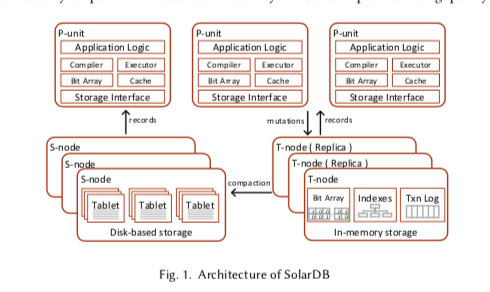 P-unit
Application Logic
Compiler
Executor
Bit Array
Cache
Storage Interface
P-unit
Application Logic
Compiler
Executor
Bit Array
Cache
Storage Interface
P-unit
Application Logic
Compiler
Executor
Bit Array
Cache
Storage Interface
records
mutations
records
S-node
S-node
S-node
Tablet
Tablet
Tablet
Disk-based storage
compaction
T-node ( Replica )
T-node ( Replica )
T-node
Bit Array
Indexes
Txn Log
In-memory storage
Fig. 1. Architecture of SolarDB